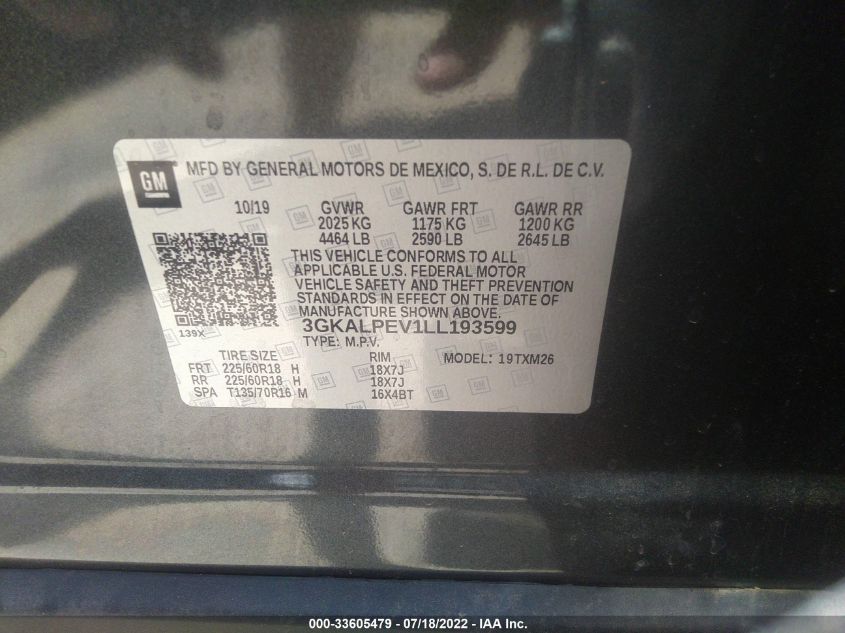 GM MFD BY GENERAL MOTORS DE MEXICO, S. DE R.L. DE C.V.
10/19 GVWR GAWR FRT GAWR RR
2025 KG 1175 KG 1200 KG
4464 LB 2590 LB 2645 LB
THIS VEHICLE CONFORMS TO ALL
APPLICABLE U.S. FEDERAL MOTOR
VEHICLE SAFETY AND THEFT PREVENTION
STANDARDS IN EFFECT ON THE DATE OF
MANUFACTURE SHOWN ABOVE.
139X 3GKALPEV1LL193599
TYPE: M.P.V.
TIRE SIZE RIM MODEL: 19TXM26
FRT 225/60R18 H 18X7J
RR 225/60R18 H 18X7J
SPA T135/70R16 M 16X4BT
000-33605479 - 07/18/2022 - IAA Inc.